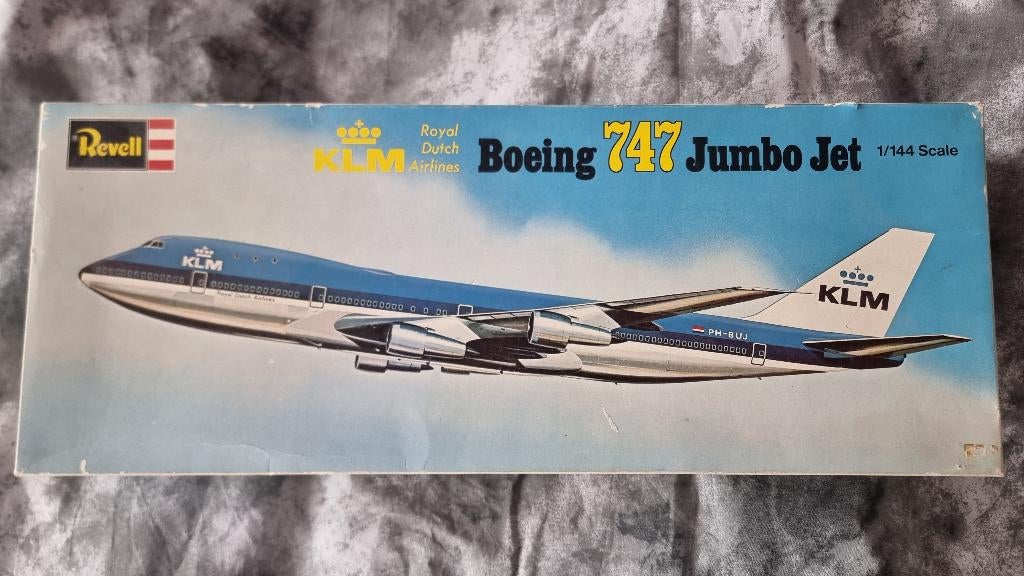 Revell
KLM
Royal
Dutch
Airlines
Boeing 747 Jumbo Jet
1/144 Scale
KLM
Royal Dutch Airlines
KLM
PH-BUJ